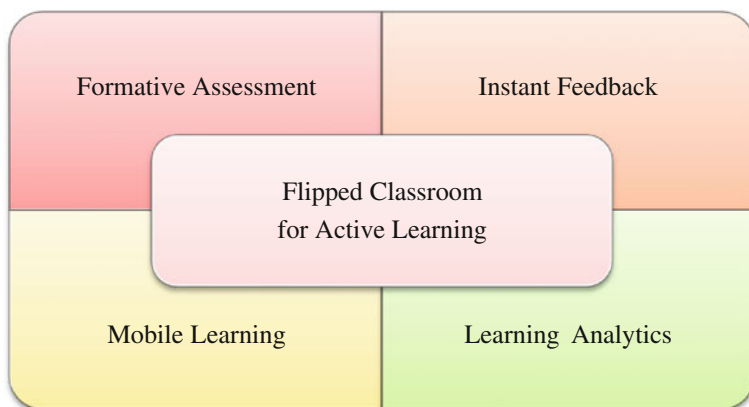 Formative Assessment
Instant Feedback
Flipped Classroom
for Active Learning
Mobile Learning
Learning Analytics